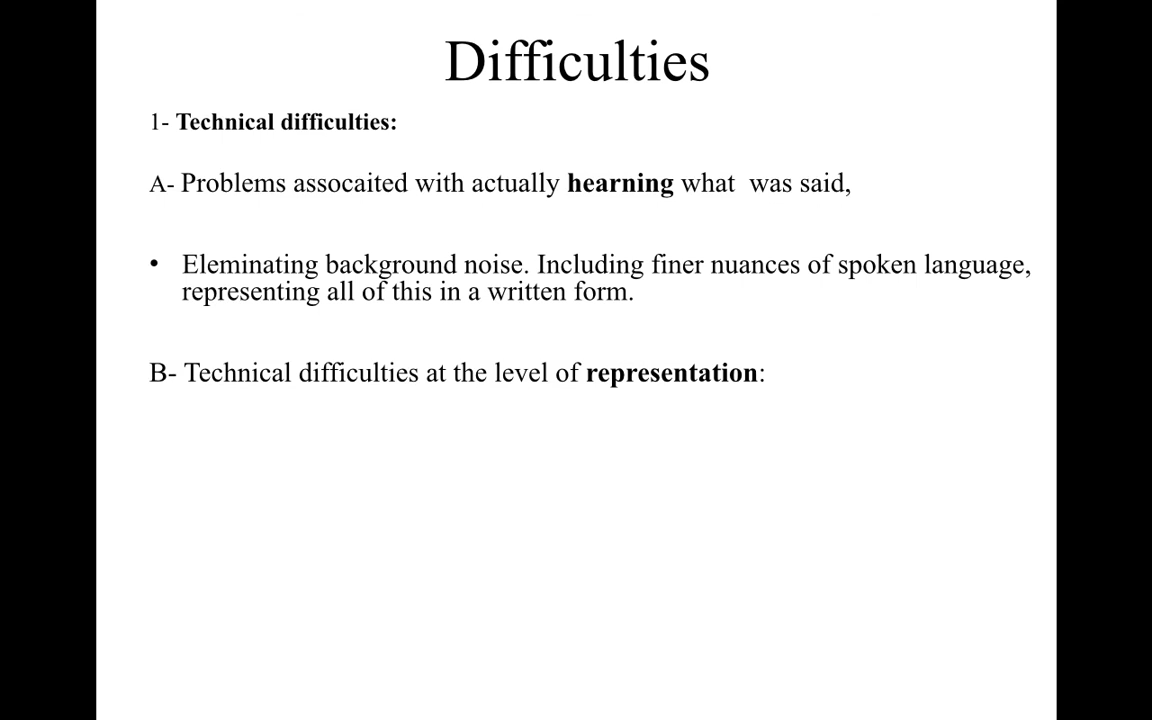 Difficulties
1- Technical difficulties:
A- Problems assocaited with actually hearning what  was said,
• Eleminating background noise. Including finer nuances of spoken language,
representing all of this in a written form.
B- Technical difficulties at the level of representation: